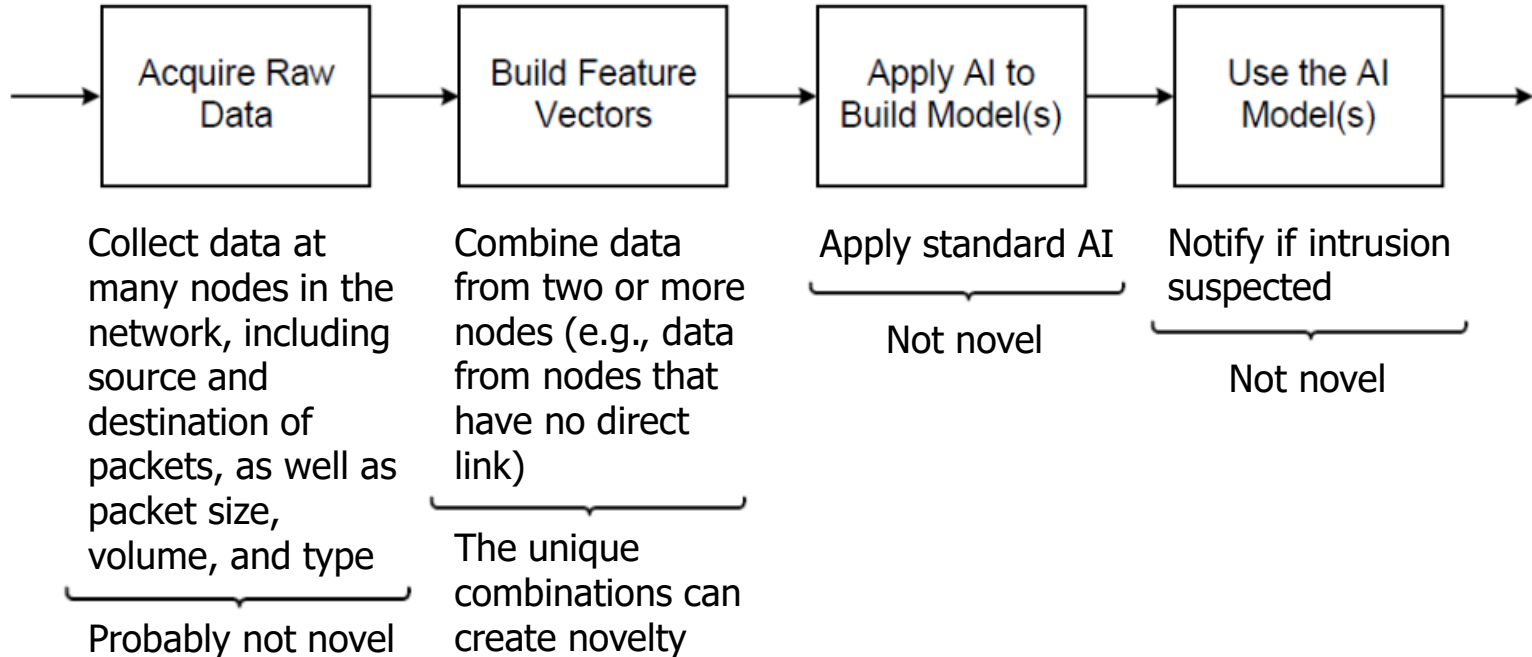 Acquire Raw
Data
Build Feature
Vectors
Apply AI to
Build Model(s)
Use the AI
Model(s)
Collect data at
many nodes in the
network, including
source and
destination of
packets, as well as
packet size,
volume, and type
Probably not novel
Combine data
from two or more
nodes (e.g., data
from nodes that
have no direct
link)
The unique
combinations can
create novelty
Apply standard AI
Not novel
Notify if intrusion
suspected
Not novel